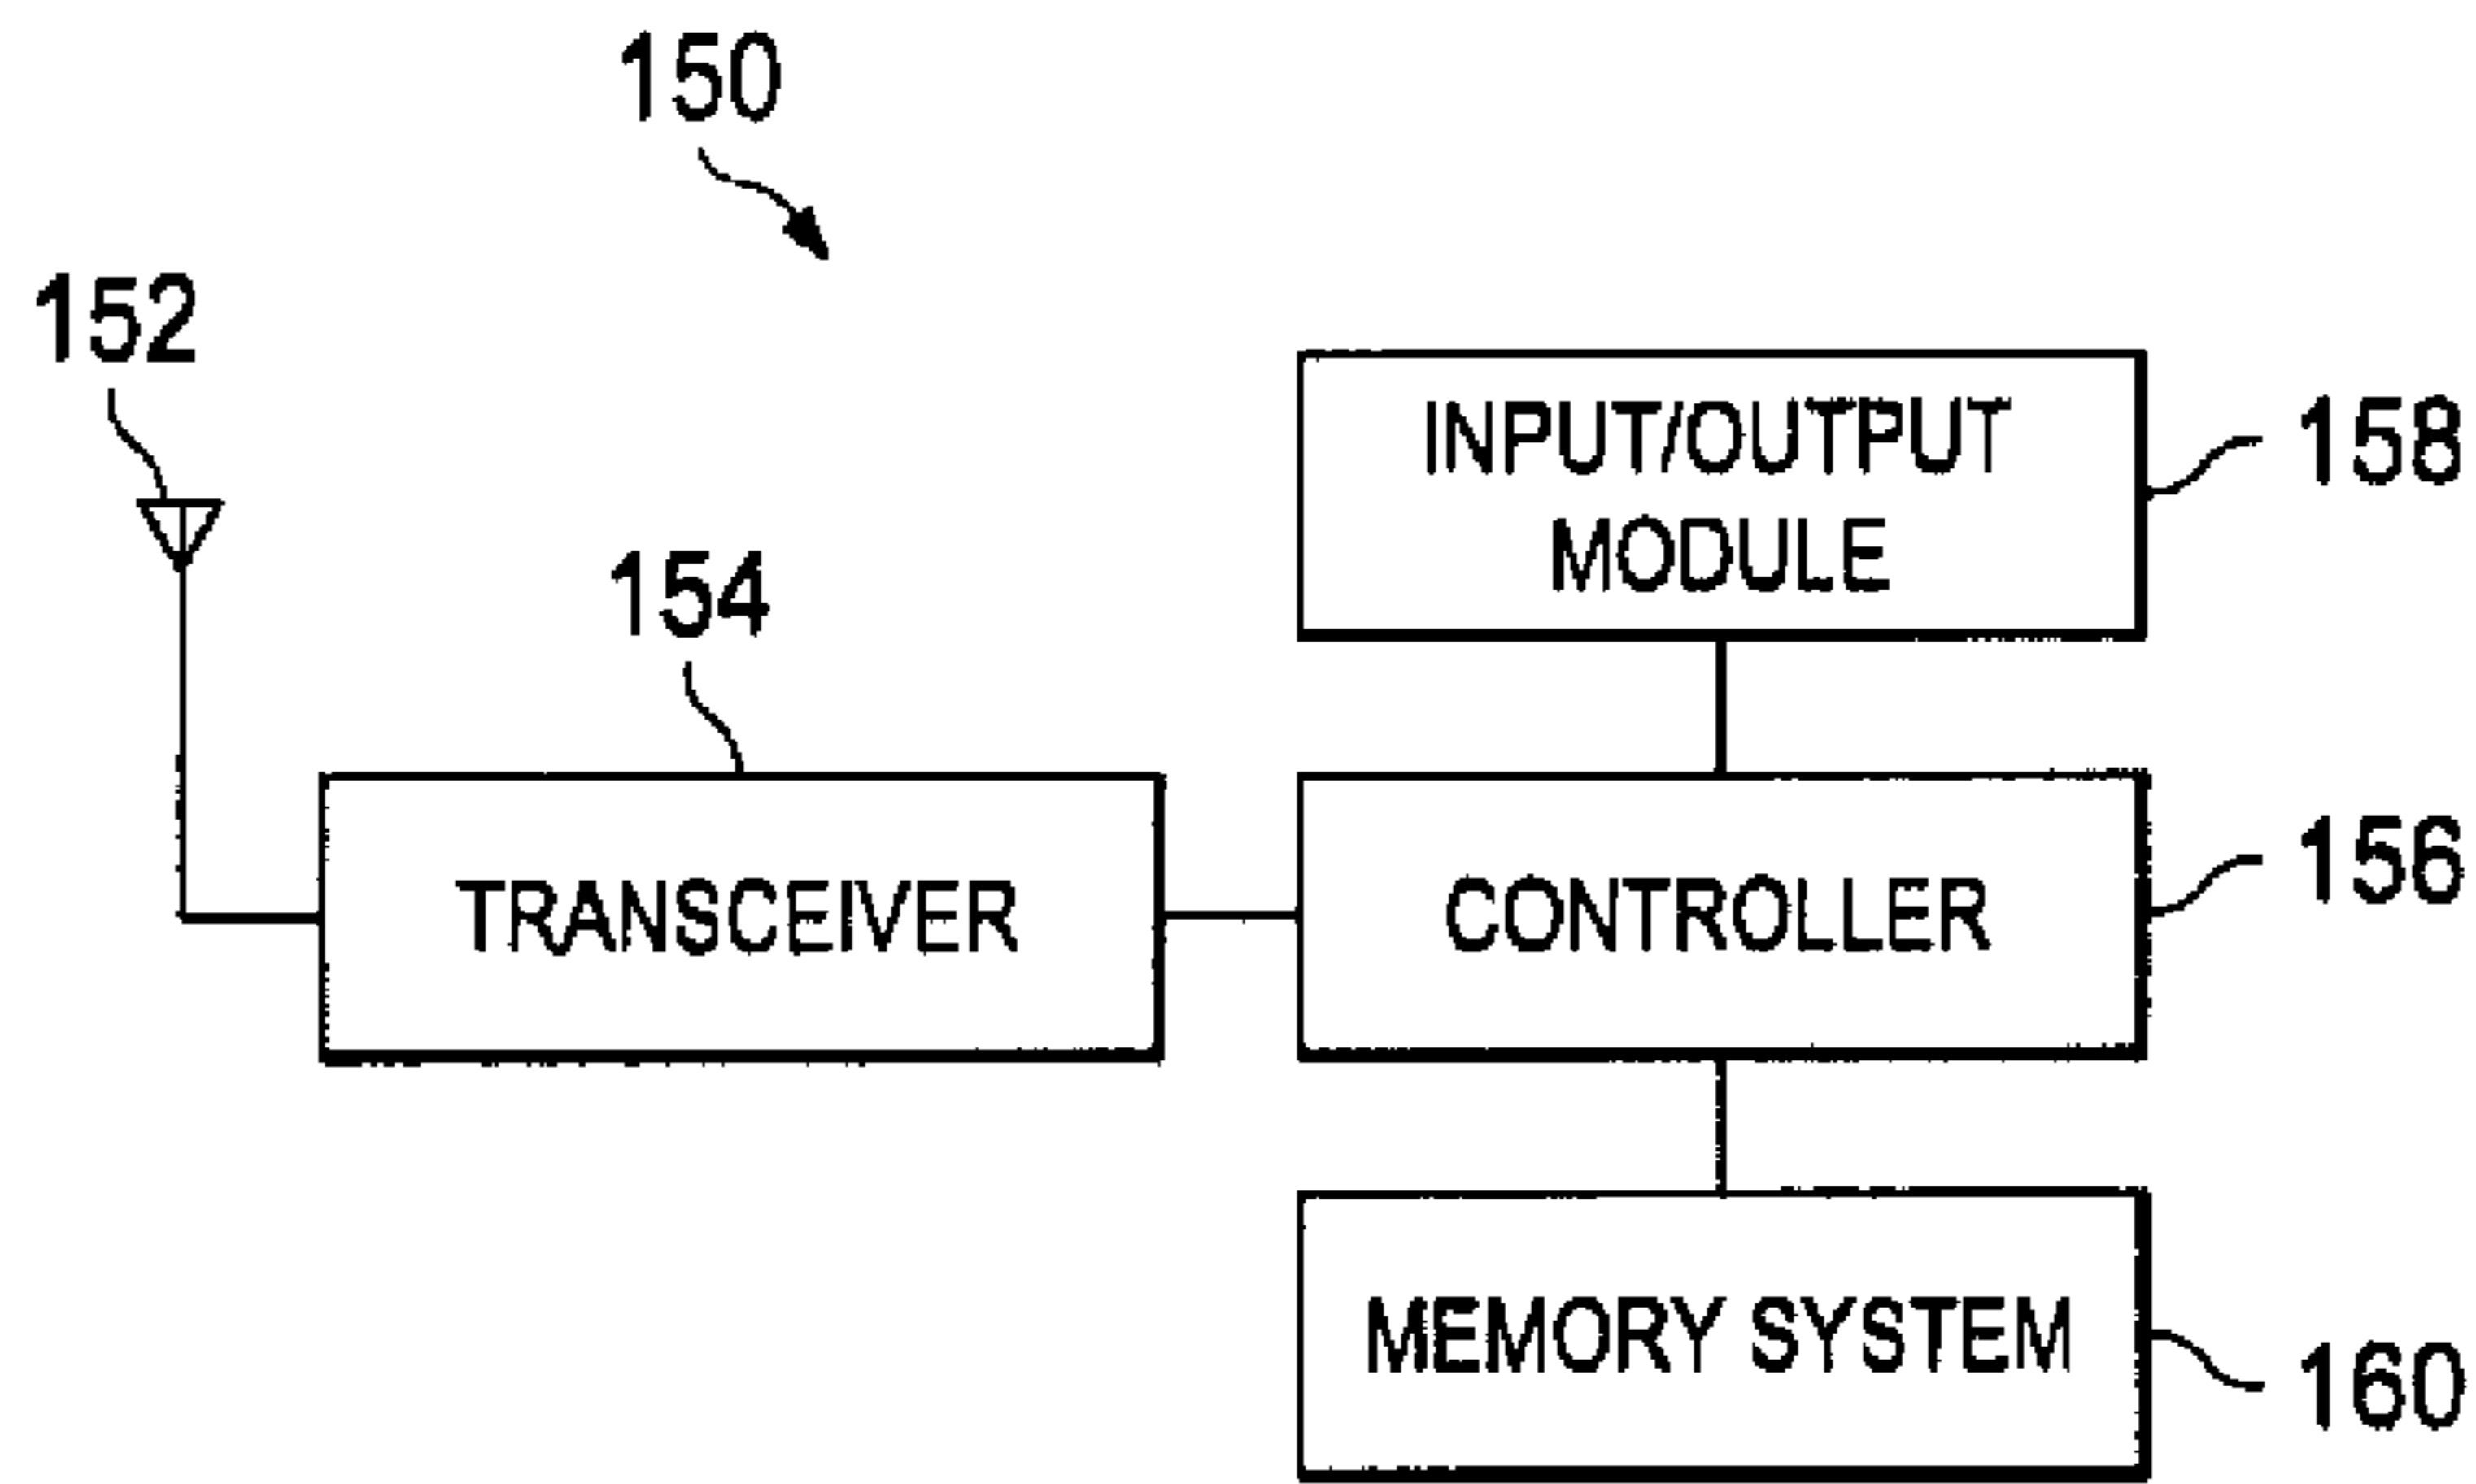 150
152
INPUT/OUTPUT
MODULE
158
154
TRANSCEIVER
CONTROLLER
156
MEMORY SYSTEM
160